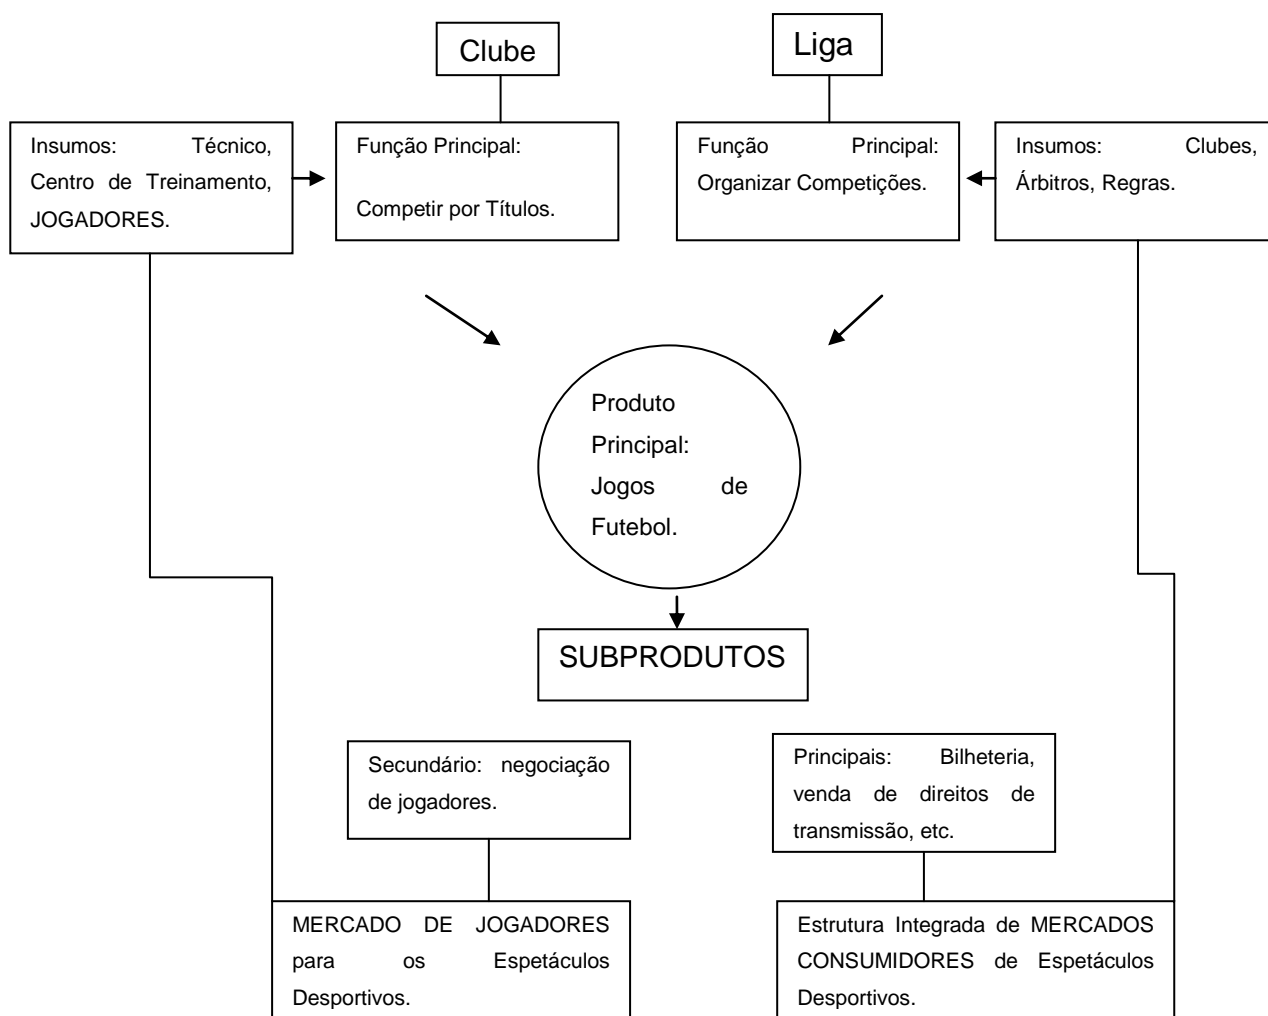 Clube
Liga
Insumos: Técnico,
Centro de Treinamento,
JOGADORES.
Função Principal:
Competir por Títulos.
Função Principal:
Organizar Competições.
Insumos: Clubes,
Árbitros, Regras.
Produto
Principal:
Jogos de
Futebol.
SUBPRODUTOS
Secundário: negociação
de jogadores.
Principais: Bilheteria,
venda de direitos de
transmissão, etc.
MERCADO DE JOGADORES
para os Espetáculos
Desportivos.
Estrutura Integrada de MERCADOS
CONSUMIDORES de Espetáculos
Desportivos.